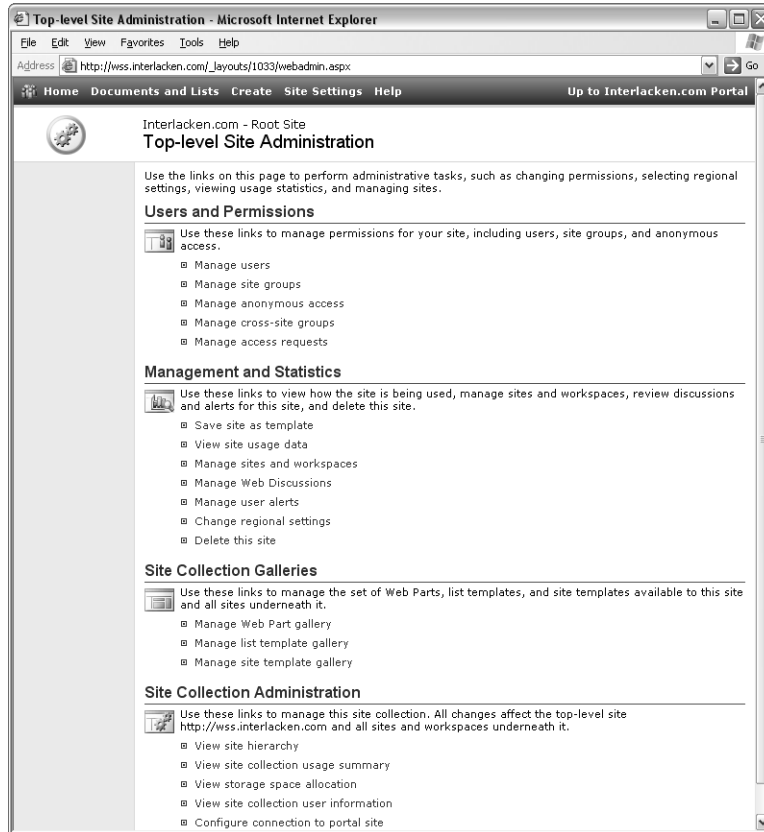 Top-level Site Administration - Microsoft Internet Explorer
File Edit View Favorites Tools Help
Address http://wss.interlacken.com/_layouts/1033/webadmin.aspx Go
Home Documents and Lists Create Site Settings Help Up to Interlacken.com Portal
Interlacken.com - Root Site
Top-level Site Administration
Use the links on this page to perform administrative tasks, such as changing permissions, selecting regional
settings, viewing usage statistics, and managing sites.
Users and Permissions
Use these links to manage permissions for your site, including users, site groups, and anonymous
access.
Manage users
Manage site groups
Manage anonymous access
Manage cross-site groups
Manage access requests
Management and Statistics
Use these links to view how the site is being used, manage sites and workspaces, review discussions
and alerts for this site, and delete this site.
Save site as template
View site usage data
Manage sites and workspaces
Manage Web Discussions
Manage user alerts
Change regional settings
Delete this site
Site Collection Galleries
Use these links to manage the set of Web Parts, list templates, and site templates available to this site
and all sites underneath it.
Manage Web Part gallery
Manage list template gallery
Manage site template gallery
Site Collection Administration
Use these links to manage this site collection. All changes affect the top-level site
http://wss.interlacken.com and all sites and workspaces underneath it.
View site hierarchy
View site collection usage summary
View storage space allocation
View site collection user information
Configure connection to portal site